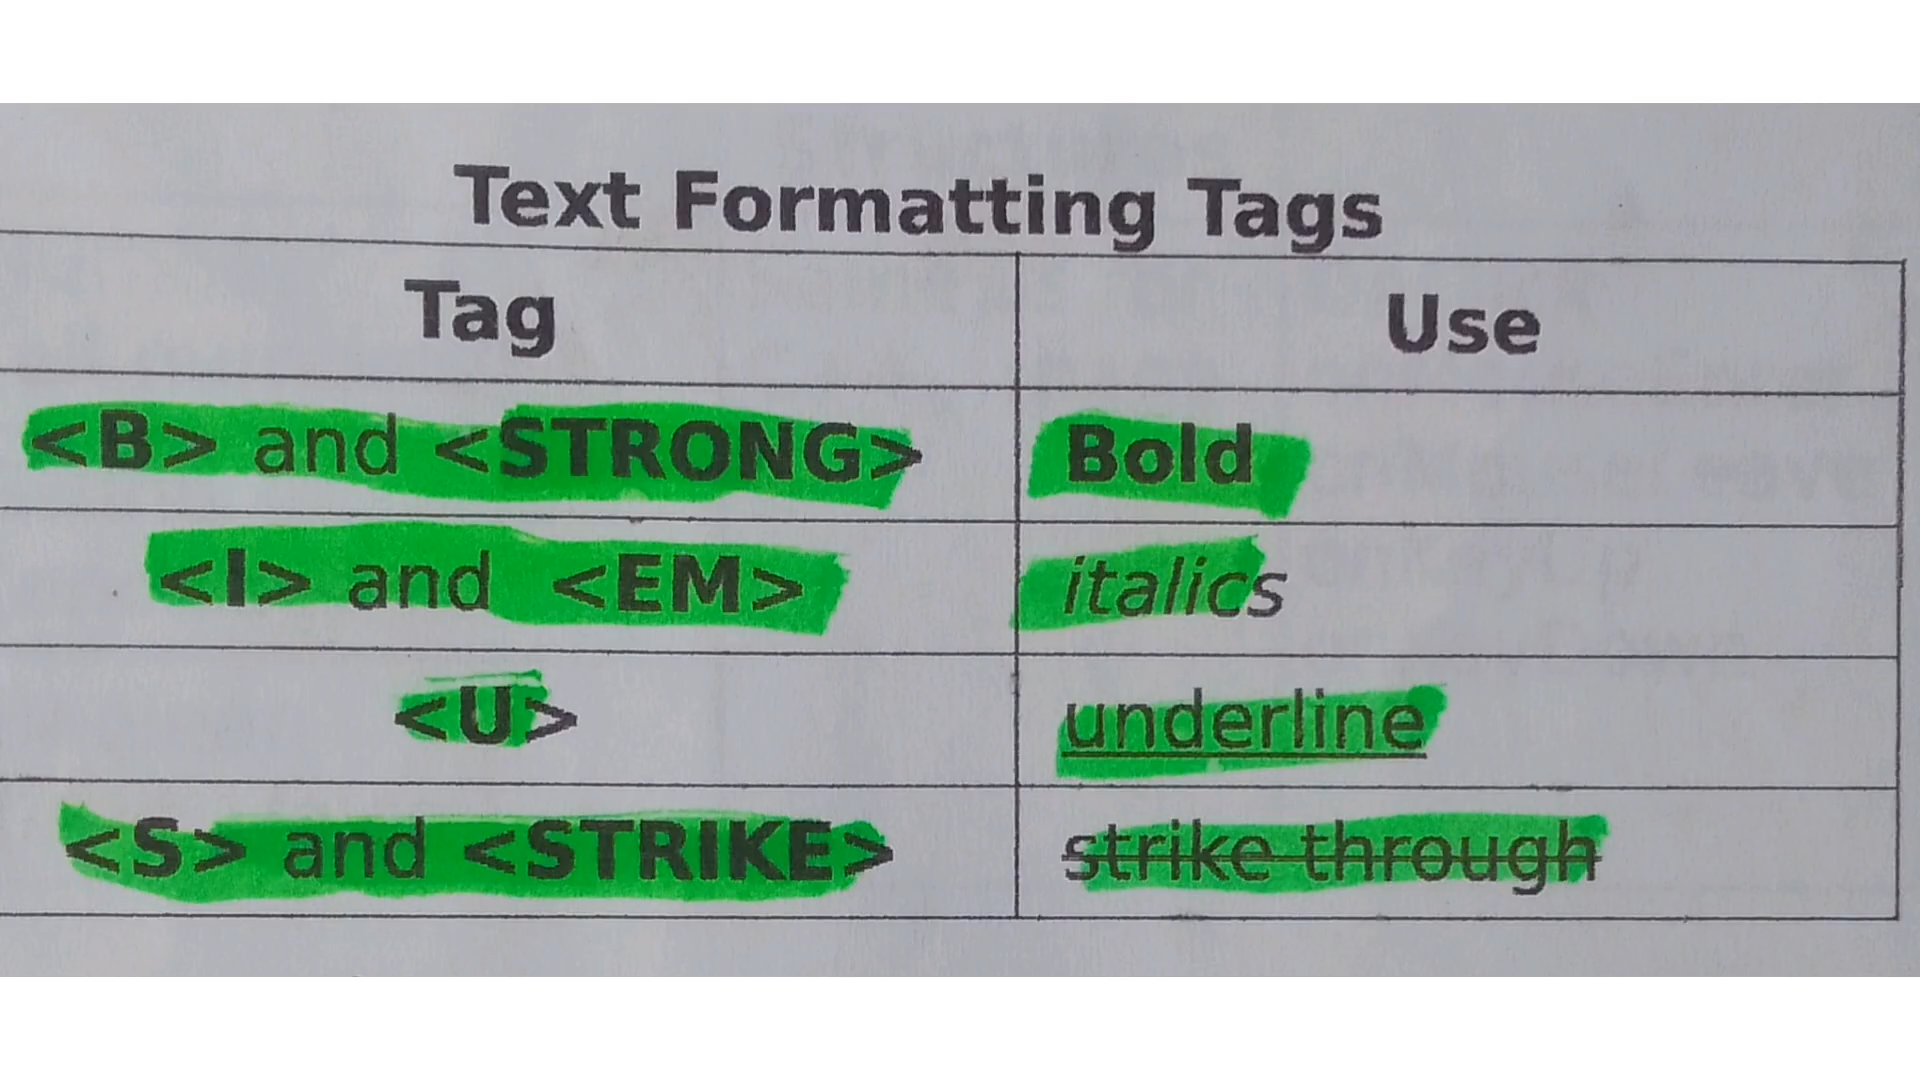 Text Formatting Tags
Tag Use
<B> and <STRONG> Bold
<I> and <EM> italics
<U> underline
<S> and <STRIKE> strike through